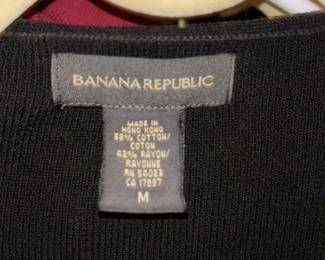 BANANA REPUBLIC
MADE IN
HONG KONG
58% COTTON/
COTON
42% RAYON/
RAYONNE
RN 54023
CA 17897
M